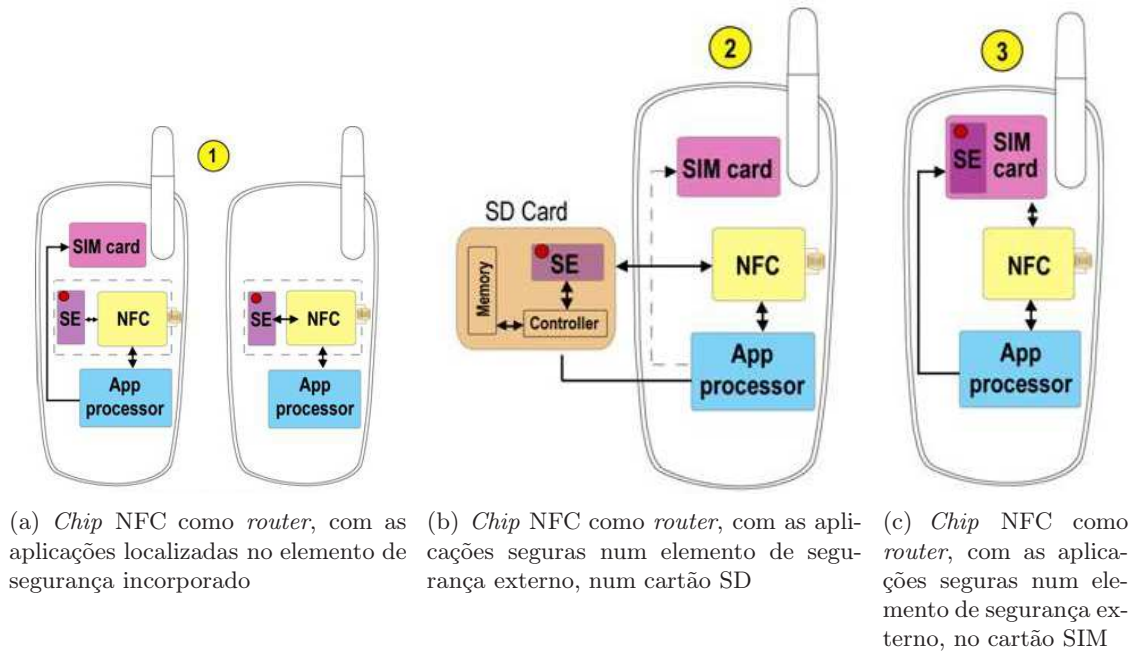 1
SIM card
SE
NFC
App
processor
SE
NFC
App
processor
2
SIM card
SD Card
Memory
SE
Controller
NFC
App
processor
3
SE
SIM
card
NFC
App
processor
(a) Chip NFC como router, com as
aplicações localizadas no elemento de
segurança incorporado
(b) Chip NFC como router, com as apli-
cações seguras num elemento de segu-
rança externo, num cartão SD
(c) Chip NFC como
router, com as aplica-
ções seguras num ele-
mento de segurança ex-
terno, no cartão SIM